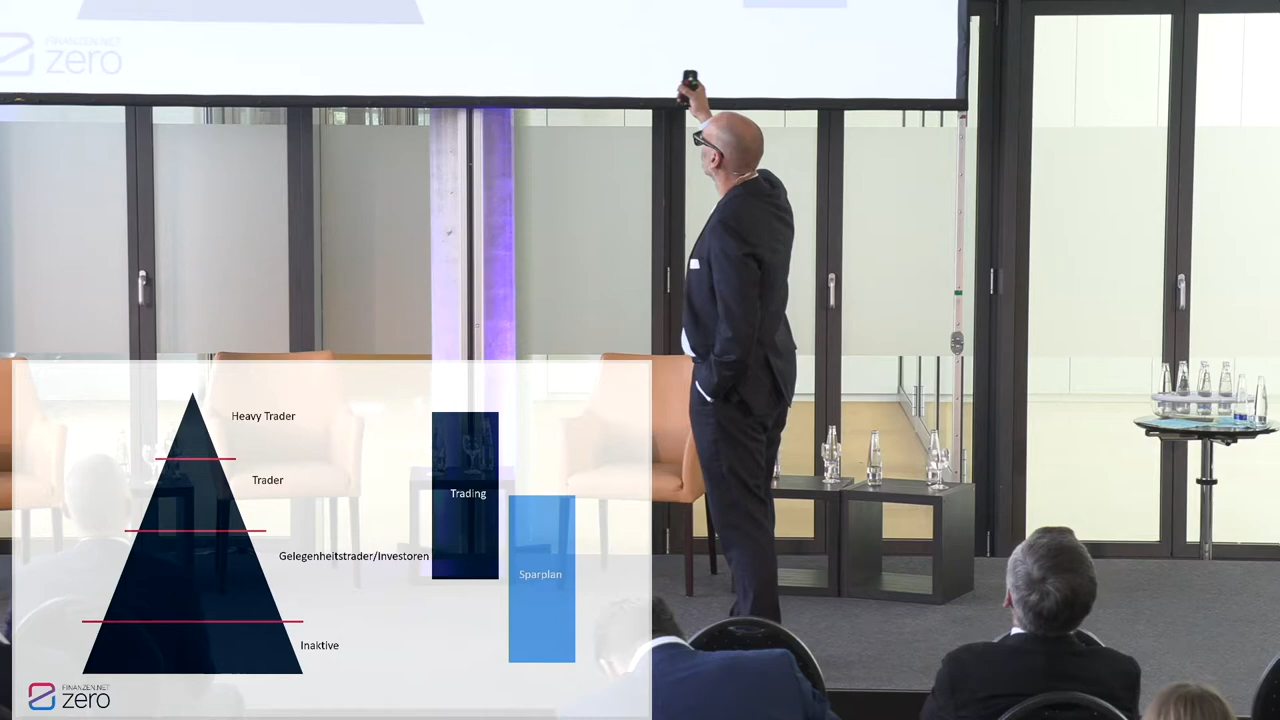 FINANZEN.NET
zero
Heavy Trader
Trader
Trading
Gelegenheitstrader/Investoren
Sparplan
Inaktive
FINANZEN.NET
zero